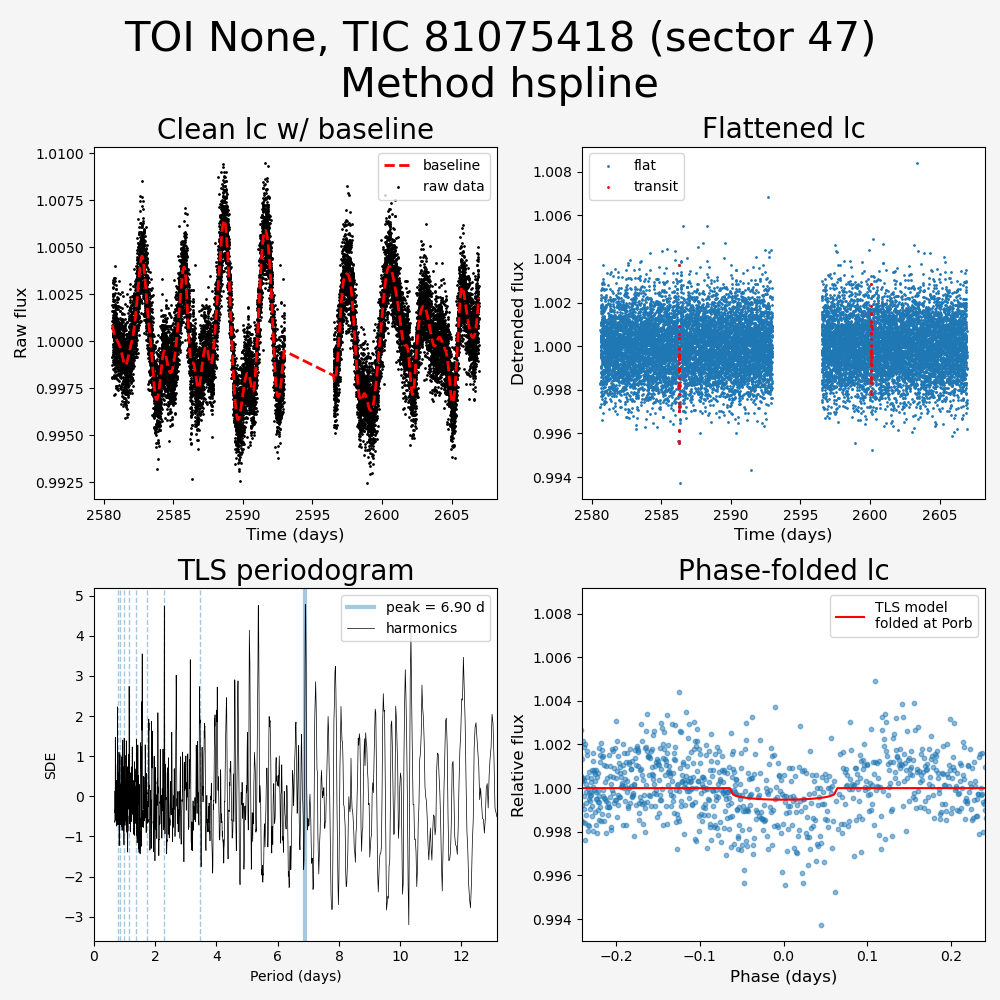 TOI None, TIC 81075418 (sector 47)
Method hspline
Clean lc w/ baseline
baseline
raw data
1.0100
1.0075
1.0050
1.0025
1.0000
0.9975
0.9950
0.9925
Raw flux
2580
2585
2590
2595
2600
2605
Time (days)
Flattened lc
flat
transit
1.008
1.006
1.004
1.002
1.000
0.998
0.996
0.994
Detrended flux
2580
2585
2590
2595
2600
2605
Time (days)
TLS periodogram
peak = 6.90 d
harmonics
5
4
3
2
1
0
−1
−2
−3
SDE
0
2
4
6
8
10
12
Period (days)
Phase-folded lc
TLS model
folded at Porb
1.008
1.006
1.004
1.002
1.000
0.998
0.996
0.994
Relative flux
−0.2
−0.1
0.0
0.1
0.2
Phase (days)